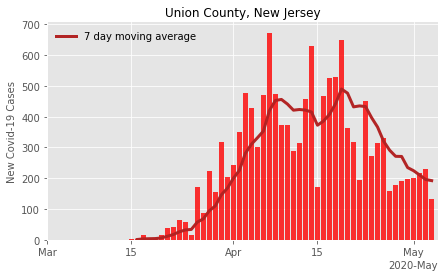 Union County, New Jersey
7 day moving average
New Covid-19 Cases
700
600
500
400
300
200
100
0
Mar
15
Apr
15
May
2020-May